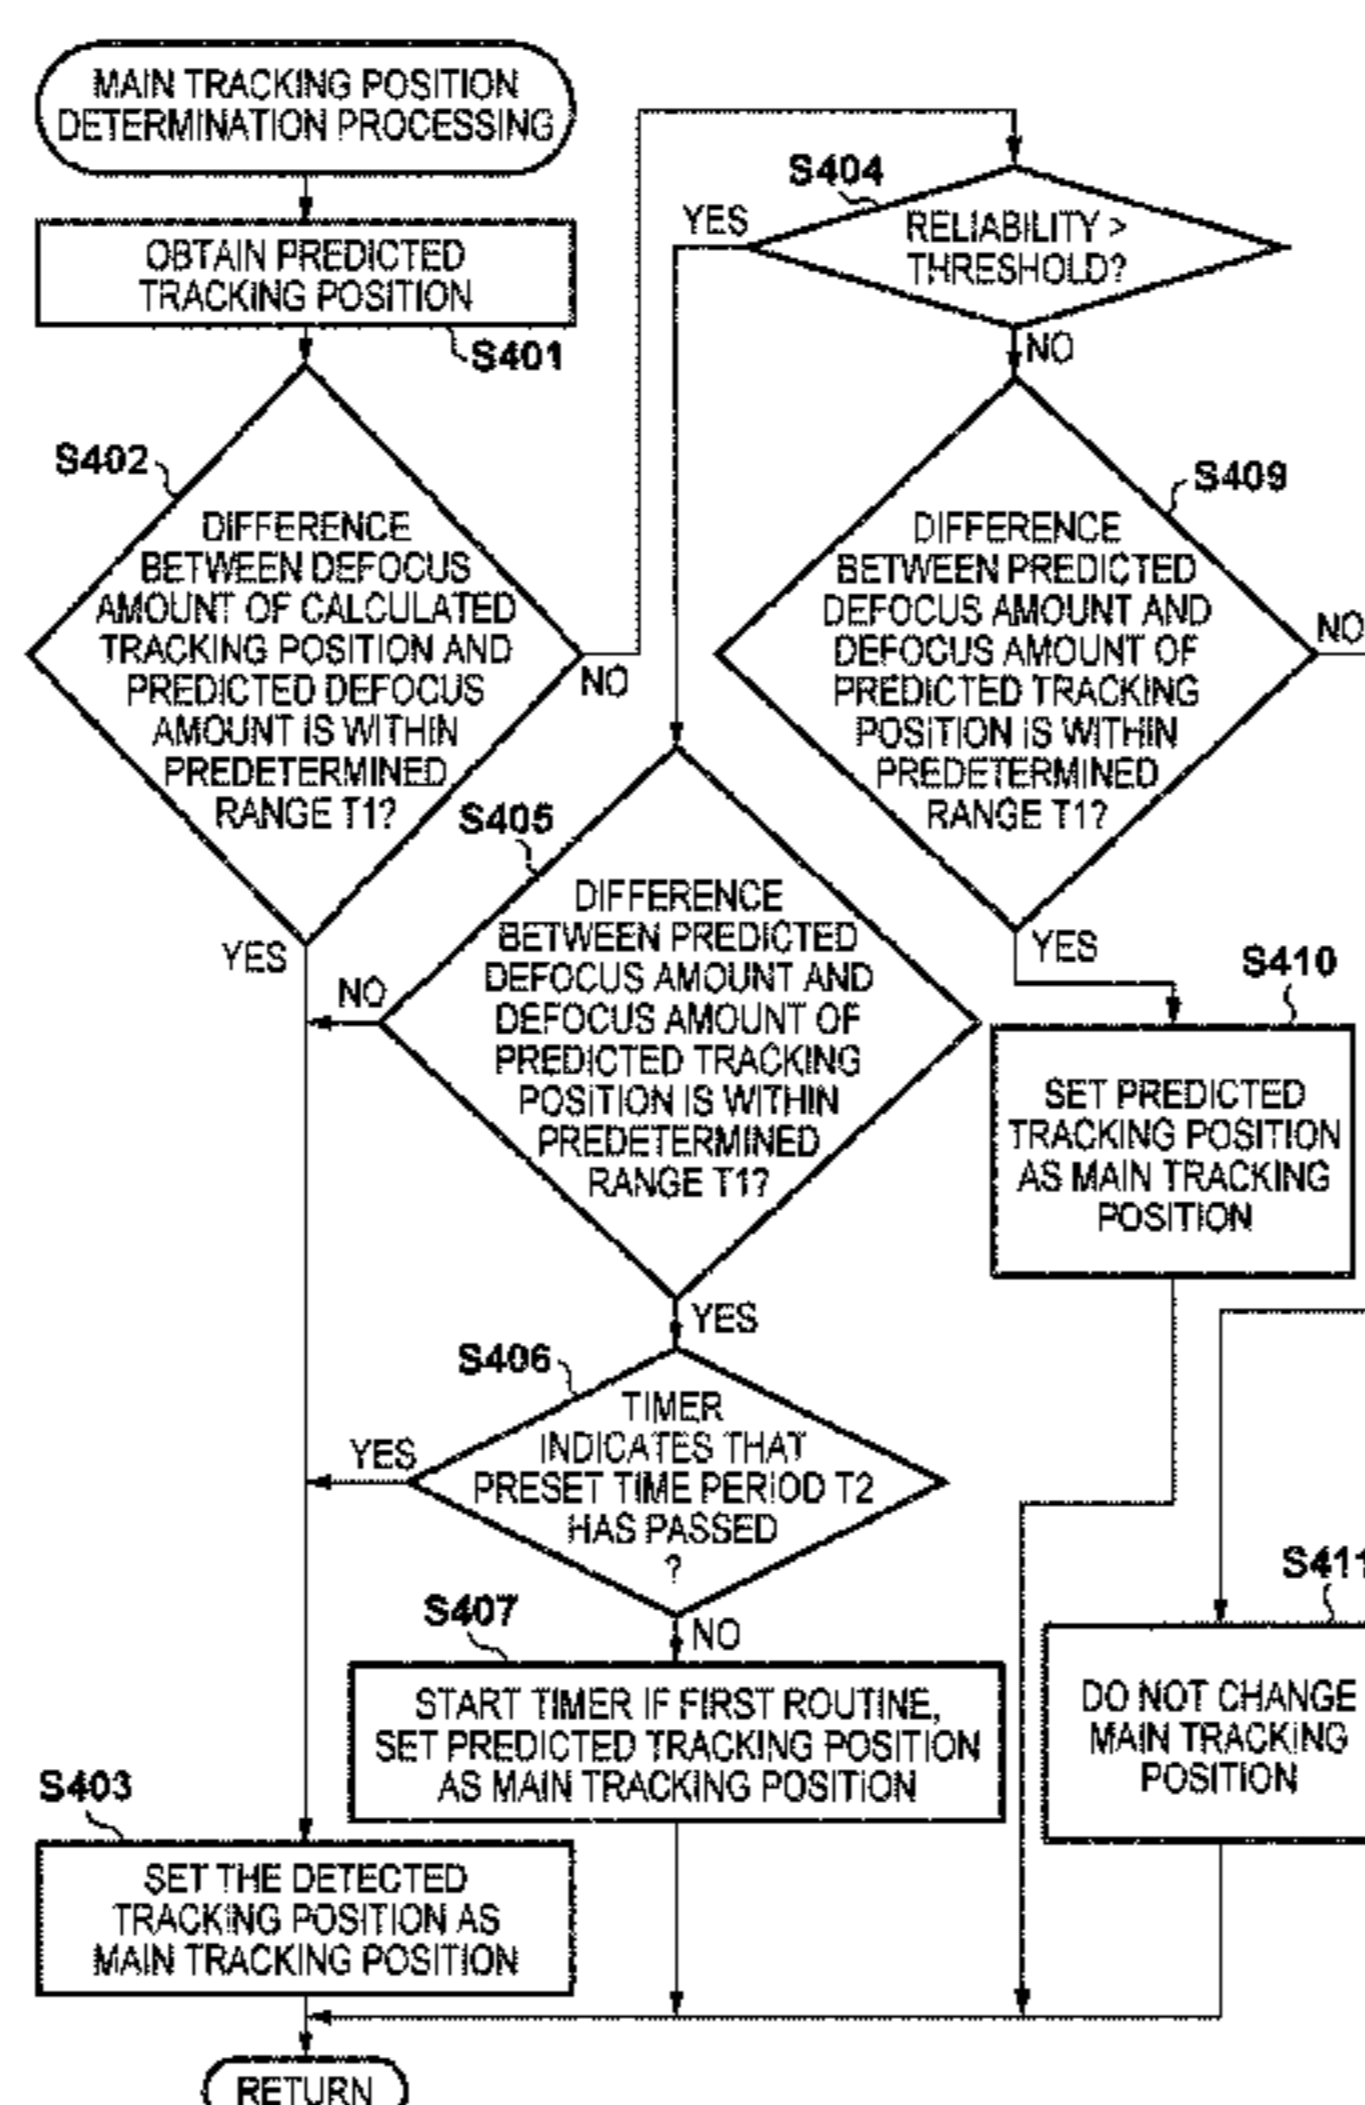 MAIN TRACKING POSITION
DETERMINATION PROCESSING
OBTAIN PREDICTED
TRACKING POSITION
S401
S402
DIFFERENCE
BETWEEN DEFOCUS
AMOUNT OF CALCULATED
TRACKING POSITION AND
PREDICTED DEFOCUS
AMOUNT IS WITHIN
PREDETERMINED
RANGE T1?
NO
YES
S404
RELIABILITY >
THRESHOLD?
YES
NO
S409
DIFFERENCE
BETWEEN PREDICTED
DEFOCUS AMOUNT AND
DEFOCUS AMOUNT OF
PREDICTED TRACKING
POSITION IS WITHIN
PREDETERMINED
RANGE T1?
NO
YES
S405
DIFFERENCE
BETWEEN PREDICTED
DEFOCUS AMOUNT AND
DEFOCUS AMOUNT OF
PREDICTED TRACKING
POSITION IS WITHIN
PREDETERMINED
RANGE T1?
NO
YES
S410
SET PREDICTED
TRACKING POSITION
AS MAIN TRACKING
POSITION
S406
TIMER
INDICATES THAT
PRESET TIME PERIOD T2
HAS PASSED
?
YES
NO
S407
START TIMER IF FIRST ROUTINE,
SET PREDICTED TRACKING POSITION
AS MAIN TRACKING POSITION
S411
DO NOT CHANGE
MAIN TRACKING
POSITION
S403
SET THE DETECTED
TRACKING POSITION AS
MAIN TRACKING POSITION
RETURN